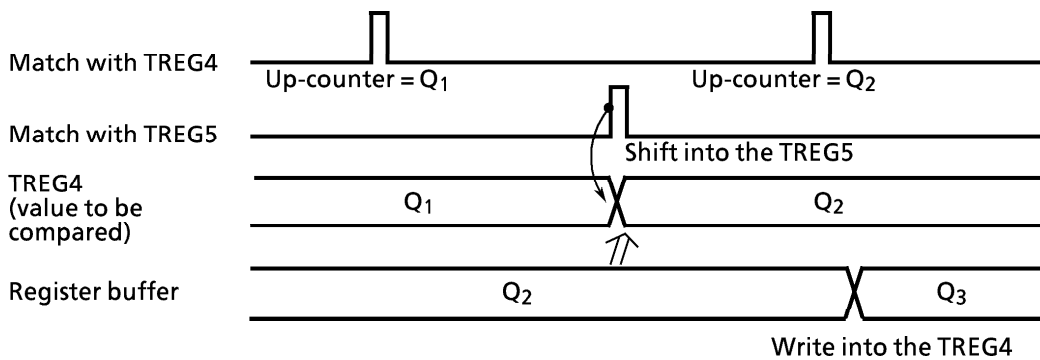 Match with TREG4
Up-counter = Q1
Up-counter = Q2
Match with TREG5
Shift into the TREG5
TREG4
(value to be
compared)
Q1
Q2
Register buffer
Q2
Q3
Write into the TREG4